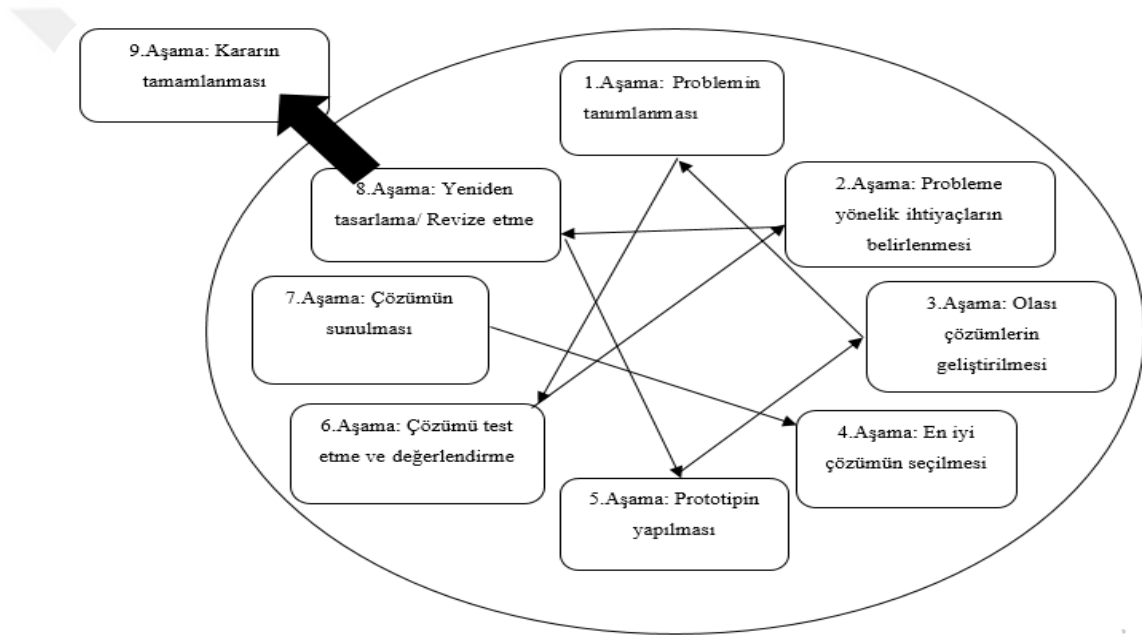 9.Aşama: Kararın
tamamlanması
1.Aşama: Problemin
tanımlanması
8.Aşama: Yeniden
tasarlama/ Revize etme
2.Aşama: Probleme
yönelik ihtiyaçların
belirlenmesi
7.Aşama: Çözümün
sunulması
3.Aşama: Olası
çözümlerin
geliştirilmesi
6.Aşama: Çözümü test
etme ve değerlendirme
4.Aşama: En iyi
çözümün seçilmesi
5.Aşama: Prototipin
yapılması